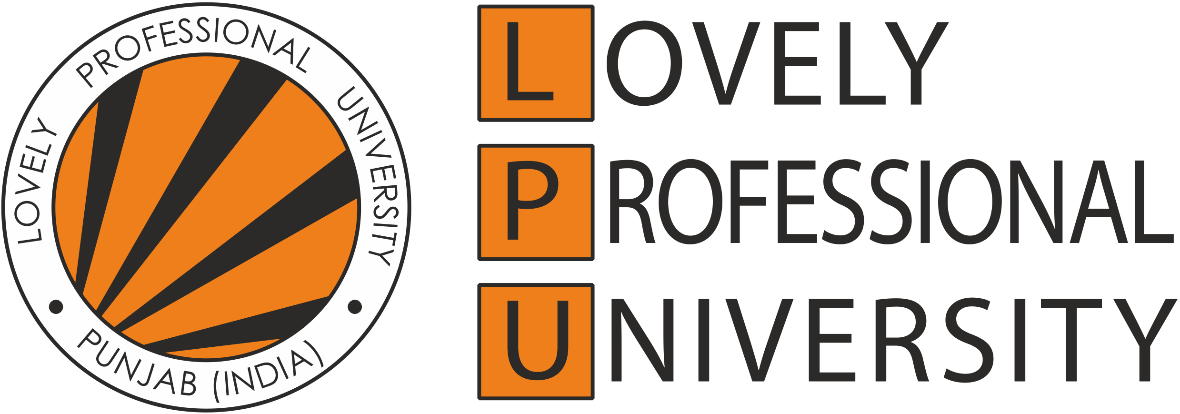 LOVELY PROFESSIONAL UNIVERSITY
PUNJAB (INDIA)
LOVELY
PROFESSIONAL
UNIVERSITY